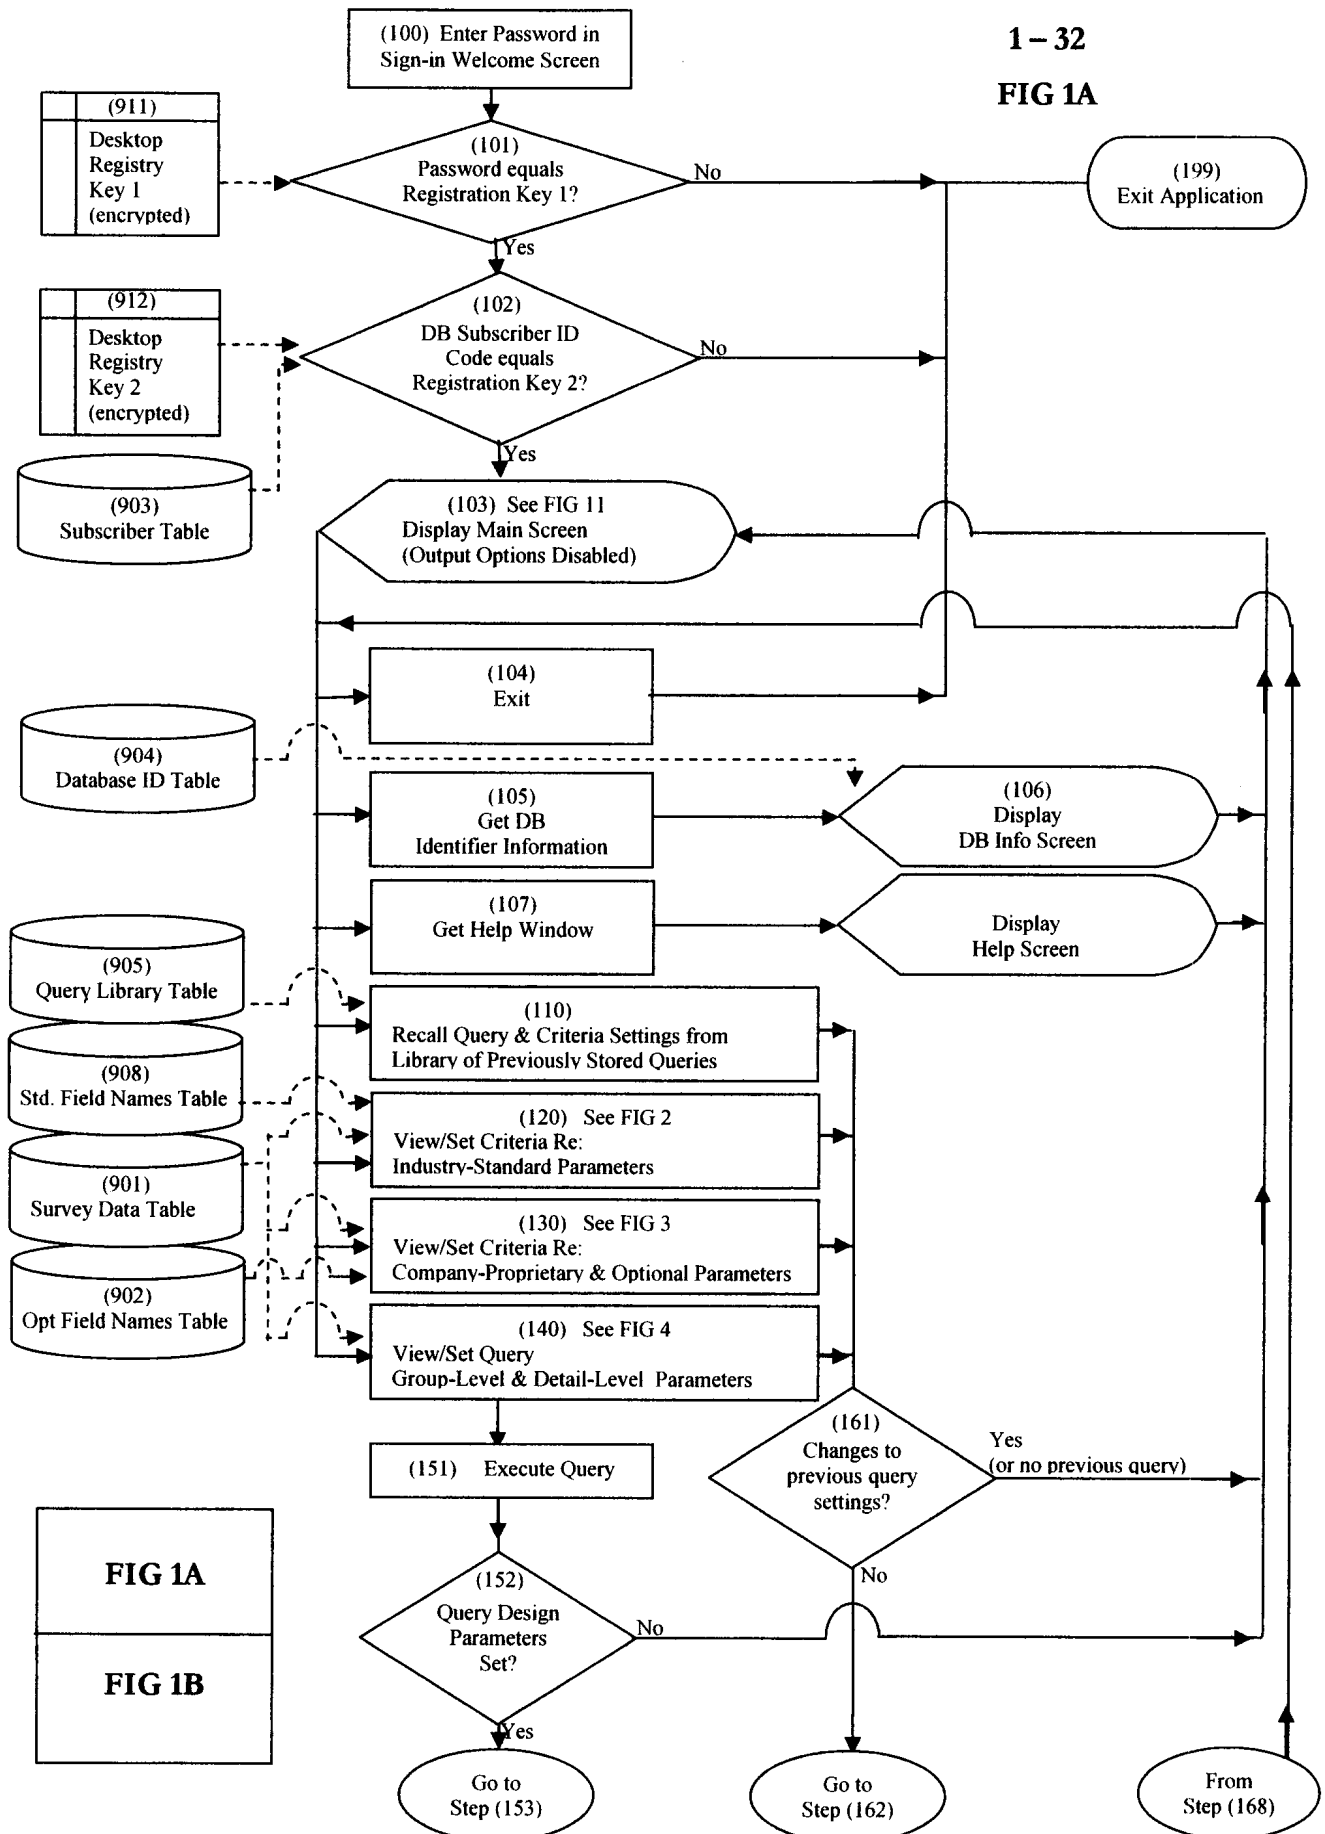 (100) Enter Password in
Sign-in Welcome Screen
1 – 32
FIG 1A
(911)
Desktop
Registry
Key 1
(encrypted)
(101)
Password equals
Registration Key 1?
No
(199)
Exit Application
Yes
(912)
Desktop
Registry
Key 2
(encrypted)
(102)
DB Subscriber ID
Code equals
Registration Key 2?
No
Yes
(903)
Subscriber Table
(103) See FIG 11
Display Main Screen
(Output Options Disabled)
(104)
Exit
(904)
Database ID Table
(105)
Get DB
Identifier Information
(106)
Display
DB Info Screen
(107)
Get Help Window
Display
Help Screen
(905)
Query Library Table
(110)
Recall Query & Criteria Settings from
Library of Previously Stored Queries
(908)
Std. Field Names Table
(120) See FIG 2
View/Set Criteria Re:
Industry-Standard Parameters
(901)
Survey Data Table
(130) See FIG 3
View/Set Criteria Re:
Company-Proprietary & Optional Parameters
(902)
Opt Field Names Table
(140) See FIG 4
View/Set Query
Group-Level & Detail-Level Parameters
(161)
Changes to
previous query
settings?
Yes
(or no previous query)
No
(151) Execute Query
(152)
Query Design
Parameters
Set?
No
Yes
FIG 1A
FIG 1B
Go to
Step (153)
Go to
Step (162)
From
Step (168)